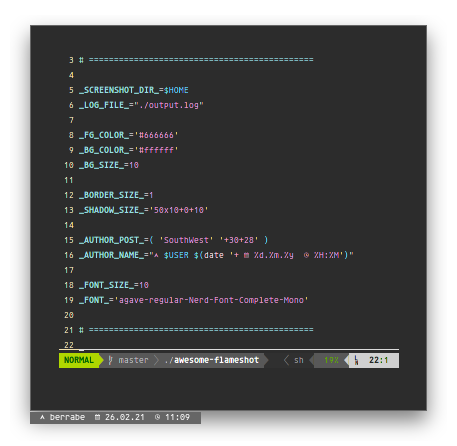 3 # =============================================
4
5 _SCREENSHOT_DIR_=$HOME
6 _LOG_FILE_="./output.log"
7
8 _FG_COLOR_='#666666'
9 _BG_COLOR_='#ffffff'
10 _BG_SIZE_=10
11
12 _BORDER_SIZE_=1
13 _SHADOW_SIZE_='50x10+0+10'
14
15 _AUTHOR_POST_=( 'SouthWest' '+30+28' )
16 _AUTHOR_NAME_="⋏ $USER $(date '+ m %d.%m.%y  ◷ %H:%M')"
17
18 _FONT_SIZE_=10
19 _FONT_='agave-regular-Nerd-Font-Complete-Mono'
20
21 # =============================================
22
NORMAL master ./awesome-flameshot sh 19% 22:1
berrabe 26.02.21 11:09